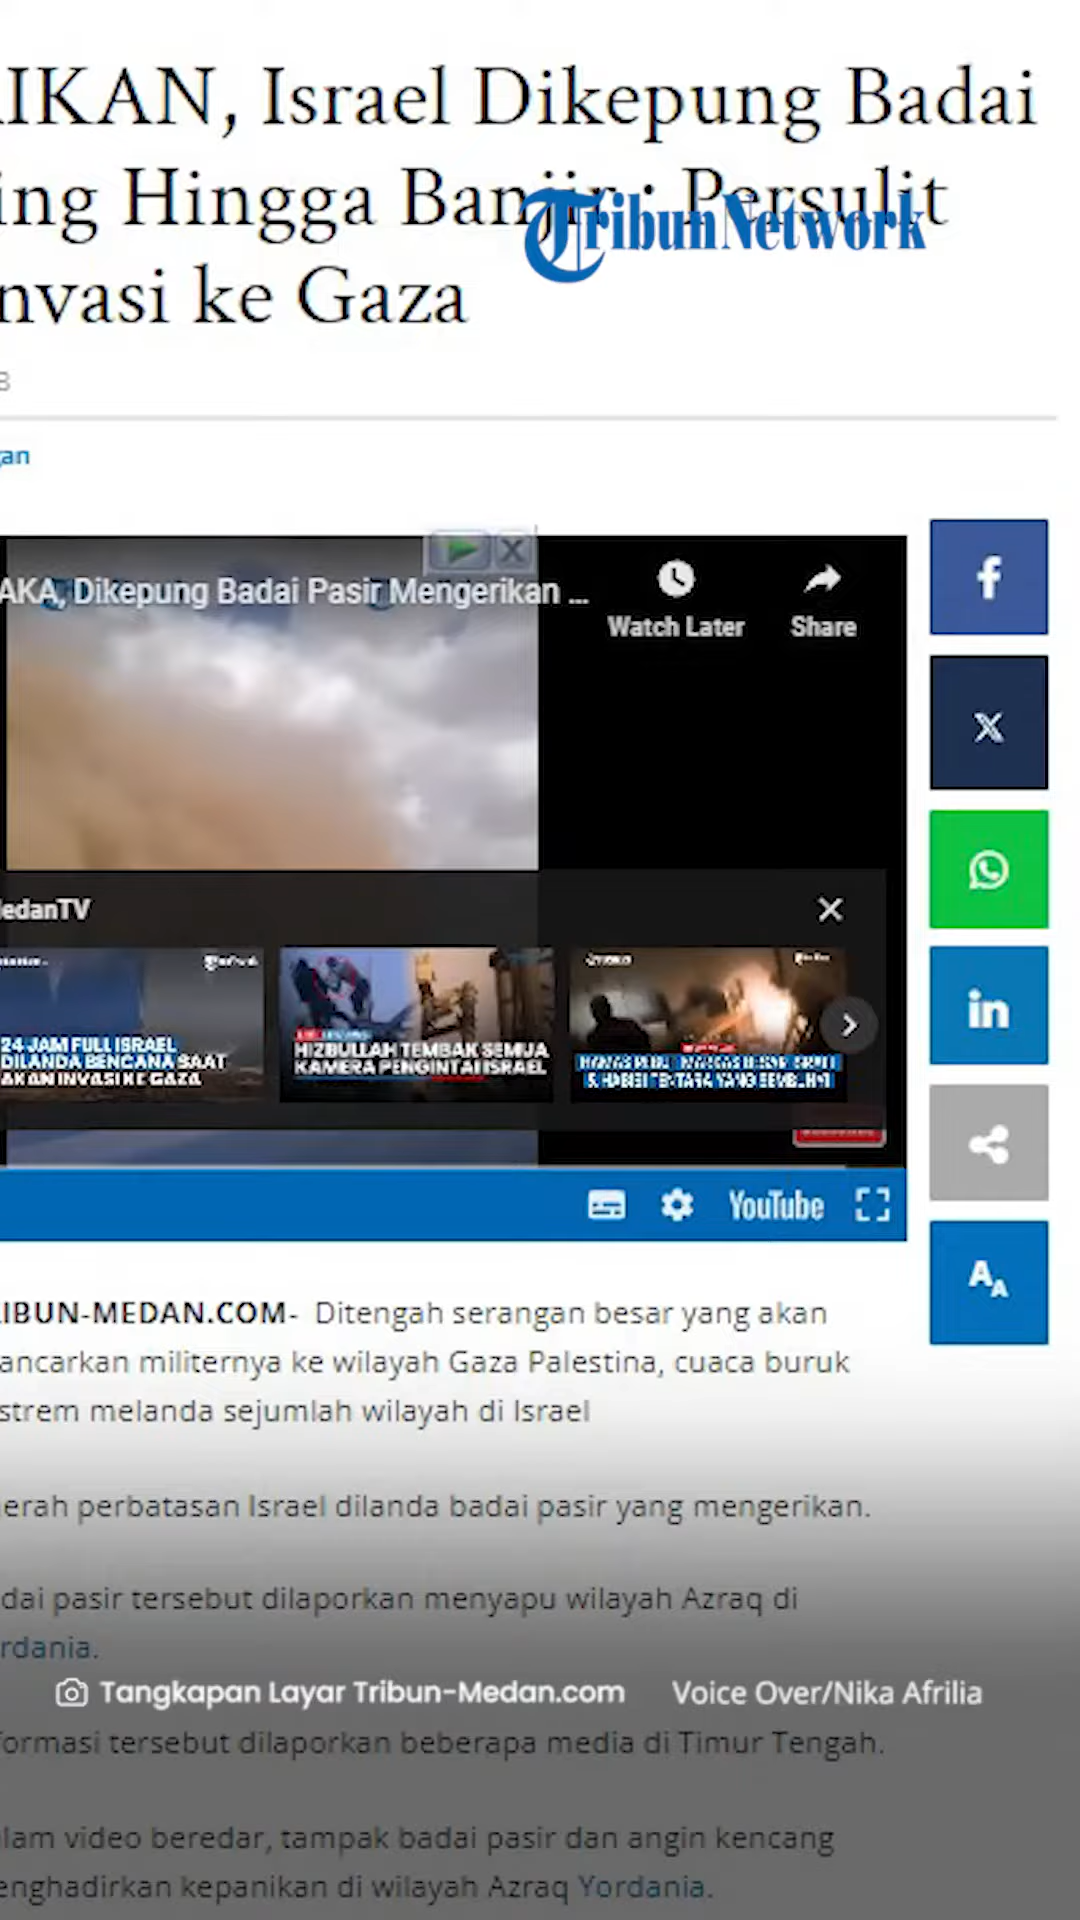 IKAN, Israel Dikepung Badai
ing Hingga Banjir : Persulit
TribunNetwork
nvasi ke Gaza
an
AKA, Dikepung Badai Pasir Mengerikan ...
Watch Later
Share
edanTV
24 JAM FULL ISRAEL
DILANDA BENCANA SAAT
AKAN INVASI KE GAZA
HIZBULLAH TEMBAK SEMUA
KAMERA PENGINTAI ISRAEL
YouTube
IBUN-MEDAN.COM- Ditengah serangan besar yang akan
ancarkan militernya ke wilayah Gaza Palestina, cuaca buruk
strem melanda sejumlah wilayah di Israel
erah perbatasan Israel dilanda badai pasir yang mengerikan.
dai pasir tersebut dilaporkan menyapu wilayah Azraq di
rdania.
Tangkapan Layar Tribun-Medan.com
Voice Over/Nika Afrilia
formasi tersebut dilaporkan beberapa media di Timur Tengah.
lam video beredar, tampak badai pasir dan angin kencang
enghadirkan kepanikan di wilayah Azraq Yordania.